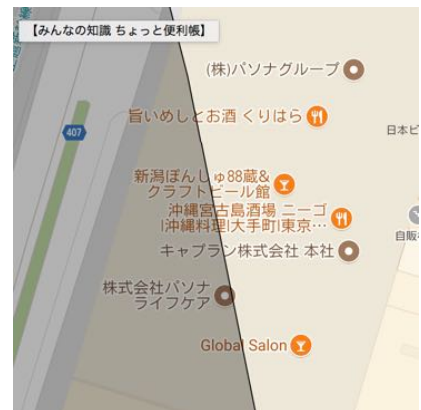 【みんなの知識 ちょっと便利帳】
(株)パソナグループ
旨いめしとお酒 くりはら
407
日本ビ
新潟ぽんしゅ88蔵&
クラフトビール館
沖縄宮古島酒場 ニーゴ
|沖縄料理|大手町|東京…
自販
キャプラン株式会社 本社
株式会社パソナ
ライフケア
Global Salon